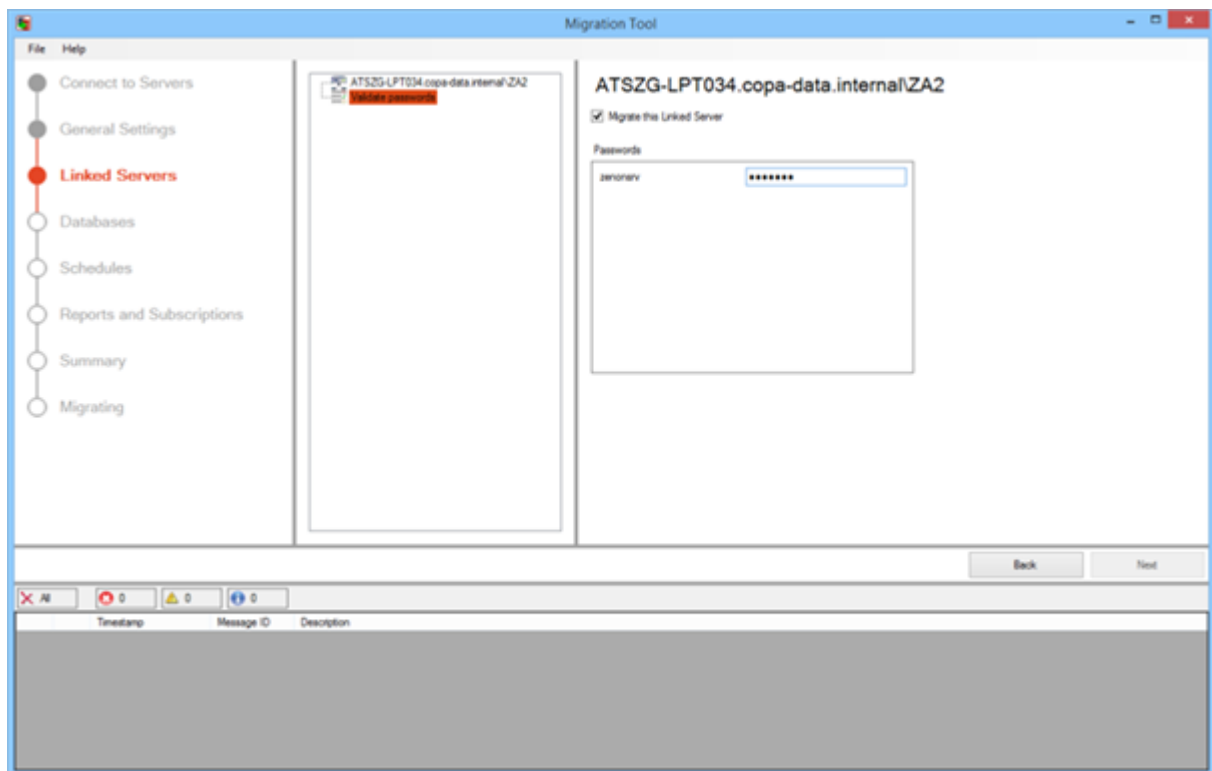 Migration Tool
File Help
Connect to Servers
General Settings
Linked Servers
Databases
Schedules
Reports and Subscriptions
Summary
Migrating
ATSZG-LPT034.copa-data.internal\ZA2
Validate passwords
ATSZG-LPT034.copa-data.internal\ZA2
Migrate this Linked Server
Passwords
zenonsrv
Back Next
All 0 0 0
Timestamp Message ID Description